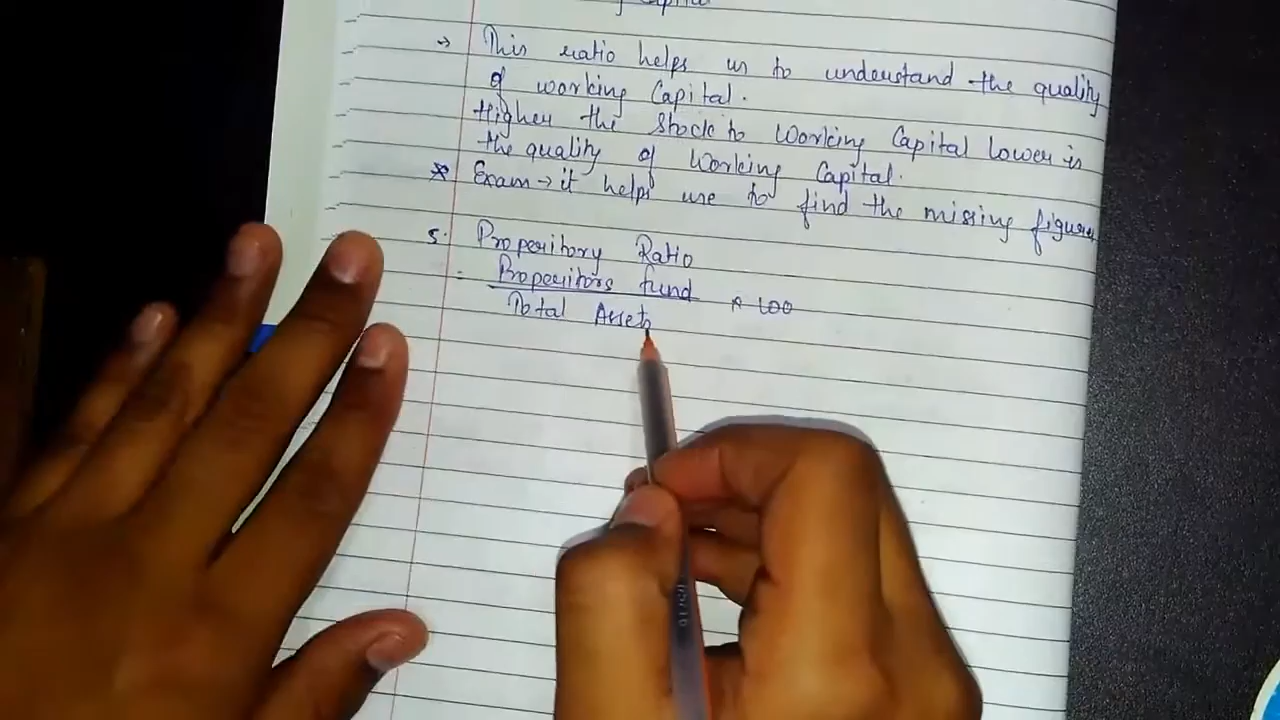 g Capital
→ This ratio helps us to understand the quality
of working Capital.
Higher the Stock to Working Capital Lower is
the quality of Working Capital.
* Exam → it helps use to find the missing figures
5. Properitory Ratio
= Properitors fund × 100
Total Assets